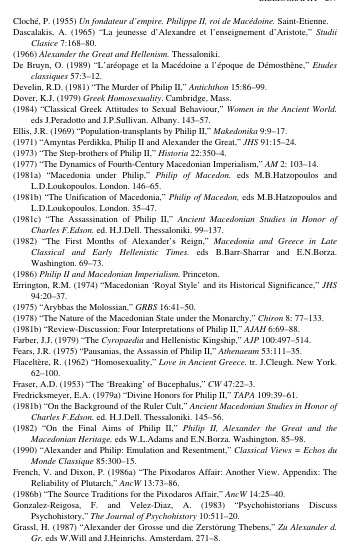 Cloché, P. (1955) Un fondateur d'empire. Philippe II, roi de Macédoine. Saint-Etienne.
Dascalakis, A. (1965) “La jeunesse d'Alexandre et l'enseignement d'Aristote,” Studii
Clasice 7:168–80.
(1966) Alexander the Great and Hellenism. Thessaloniki.
De Bruyn, O. (1989) “L'aréopage et la Macédoine a l'époque de Démosthène,” Etudes
classiques 57:3–12.
Develin, R.D. (1981) “The Murder of Philip II,” Antichthon 15:86–99.
Dover, K.J. (1979) Greek Homosexuality. Cambridge, Mass.
(1984) “Classical Greek Attitudes to Sexual Behaviour,” Women in the Ancient World.
eds J.Peradotto and J.P.Sullivan. Albany. 143–57.
Ellis, J.R. (1969) “Population-transplants by Philip II,” Makedonika 9:9–17.
(1971) “Amyntas Perdikka, Philip II and Alexander the Great,” JHS 91:15–24.
(1973) “The Step-brothers of Philip II,” Historia 22:350–4.
(1977) “The Dynamics of Fourth-Century Macedonian Imperialism,” AM 2: 103–14.
(1981a) “Macedonia under Philip,” Philip of Macedon. eds M.B.Hatzopoulos and
L.D.Loukopoulos. London. 146–65.
(1981b) “The Unification of Macedonia,” Philip of Macedon, eds M.B.Hatzopoulos and
L.D.Loukopoulos. London. 35–47.
(1981c) “The Assassination of Philip II,” Ancient Macedonian Studies in Honor of
Charles F.Edson. ed. H.J.Dell. Thessaloniki. 99–137.
(1982) “The First Months of Alexander's Reign,” Macedonia and Greece in Late
Classical and Early Hellenistic Times. eds B.Barr-Sharrar and E.N.Borza.
Washington. 69–73.
(1986) Philip II and Macedonian Imperialism. Princeton.
Errington, R.M. (1974) “Macedonian ‘Royal Style’ and its Historical Significance,” JHS
94:20–37.
(1975) “Arybbas the Molossian,” GRBS 16:41–50.
(1978) “The Nature of the Macedonian State under the Monarchy,” Chiron 8: 77–133.
(1981b) “Review-Discussion: Four Interpretations of Philip II,” AJAH 6:69–88.
Farber, J.J. (1979) “The Cyropaedia and Hellenistic Kingship,” AJP 100:497–514.
Fears, J.R. (1975) “Pausanias, the Assassin of Philip II,” Athenaeum 53:111–35.
Flacelière, R. (1962) “Homosexuality,” Love in Ancient Greece. tr. J.Cleugh. New York.
62–100.
Fraser, A.D. (1953) “The ‘Breaking’ of Bucephalus,” CW 47:22–3.
Fredricksmeyer, E.A. (1979a) “Divine Honors for Philip II,” TAPA 109:39–61.
(1981b) “On the Background of the Ruler Cult,” Ancient Macedonian Studies in Honor of
Charles F.Edson. ed. H.J.Dell. Thessaloniki. 145–56.
(1982) “On the Final Aims of Philip II,” Philip II, Alexander the Great and the
Macedonian Heritage. eds W.L.Adams and E.N.Borza. Washington. 85–98.
(1990) “Alexander and Philip: Emulation and Resentment,” Classical Views = Echos du
Monde Classique 85:300–15.
French, V. and Dixon, P. (1986a) “The Pixodaros Affair: Another View. Appendix: The
Reliability of Plutarch,” AncW 13:73–86.
(1986b) “The Source Traditions for the Pixodaros Affair,” AncW 14:25–40.
Gonzalez-Reigosa, F. and Velez-Diaz, A. (1983) “Psychohistorians Discuss
Psychohistory,” The Journal of Psychohistory 10:511–20.
Grassl, H. (1987) “Alexander der Grosse und die Zerstörung Thebens,” Zu Alexander d.
Gr. eds W.Will and J.Heinrichs. Amsterdam. 271–8.